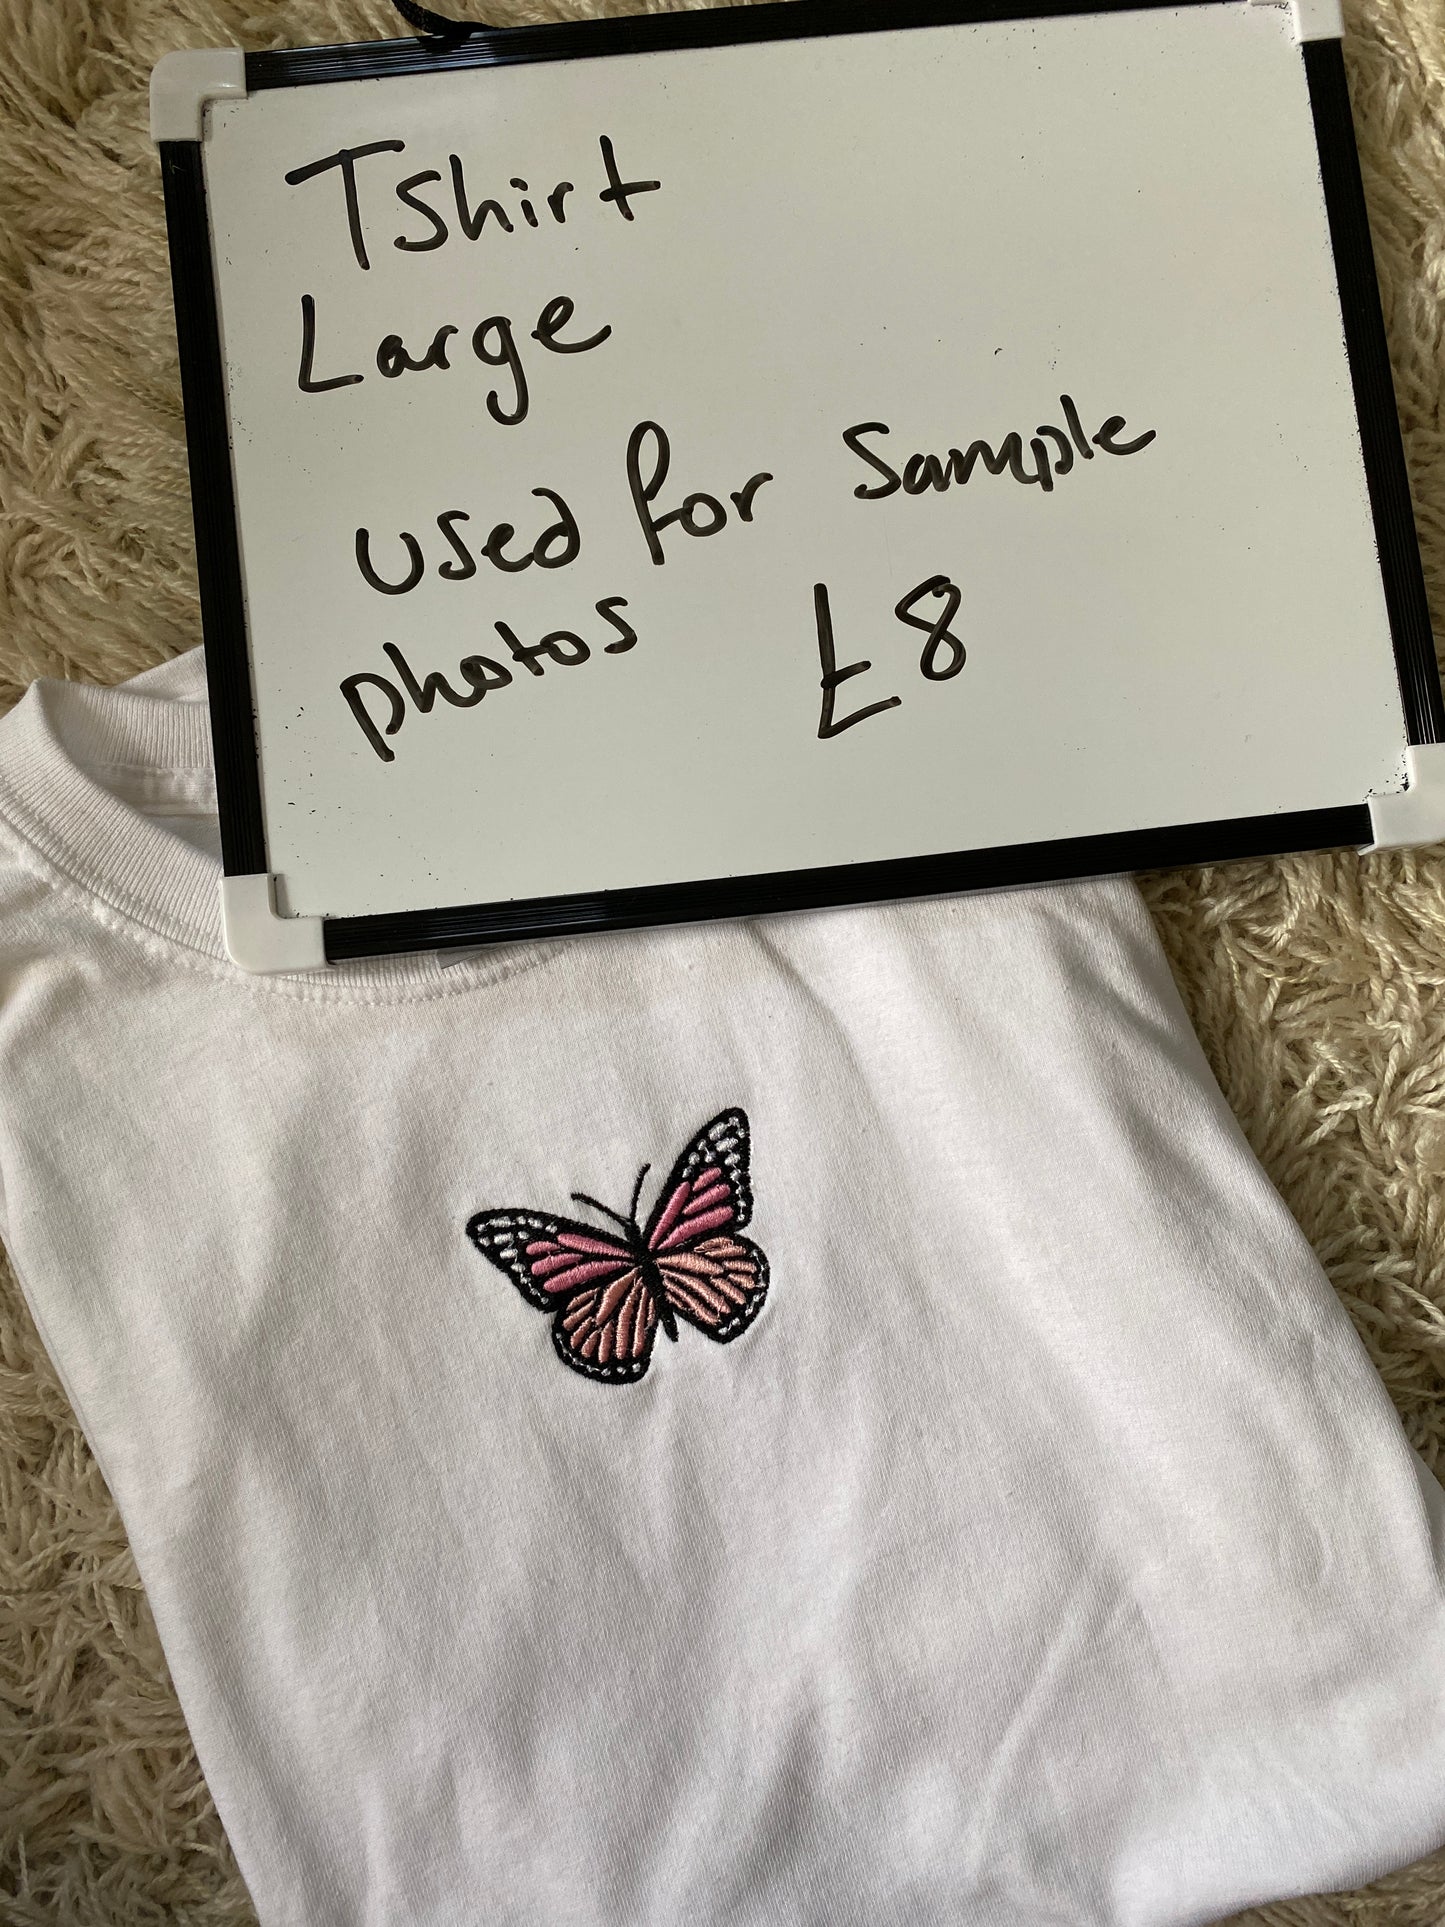 Tshirt
Large
used for Sample
photos £8